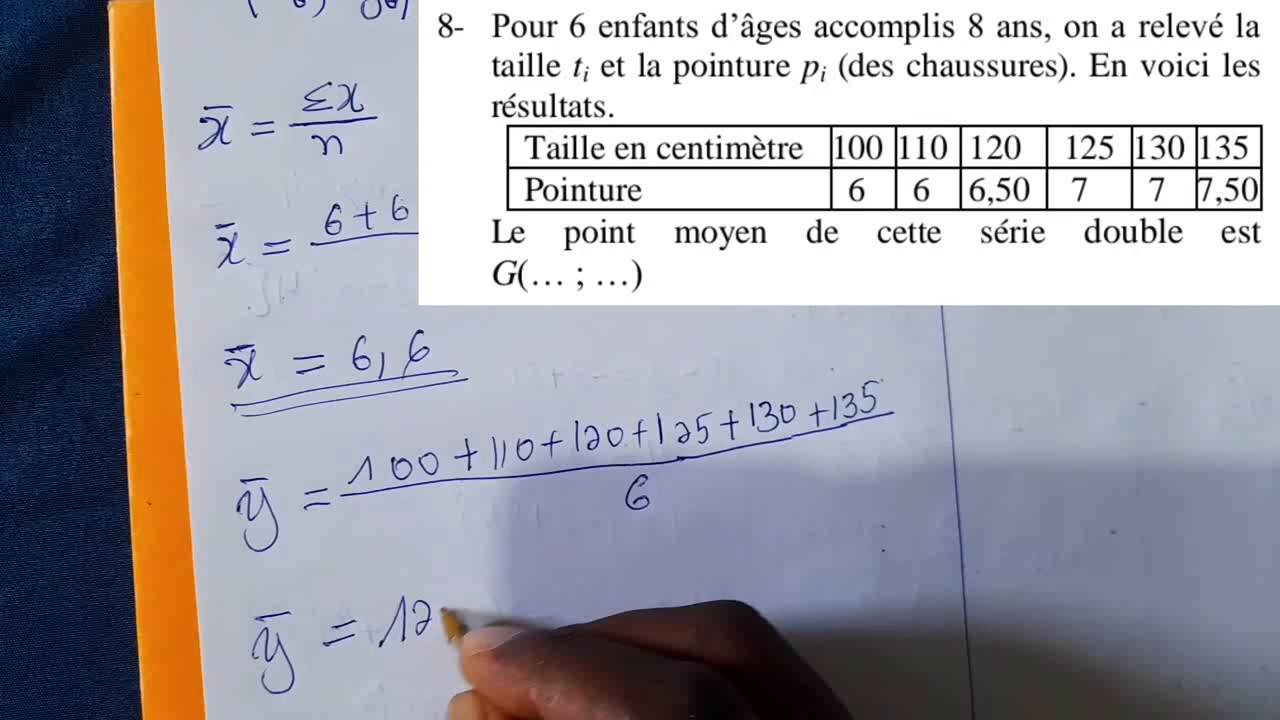 8- Pour 6 enfants d'âges accomplis 8 ans, on a relevé la
taille tᵢ et la pointure pᵢ (des chaussures). En voici les
résultats.
Taille en centimètre 100 110 120 125 130 135
Pointure 6 6 6,50 7 7 7,50
Le point moyen de cette série double est
G(… ; …)
x̄ = Σx / n
x̄ = 6 + 6
x̄ = 6,6
ȳ = 100 + 110 + 120 + 125 + 130 + 135 / 6
ȳ = 12